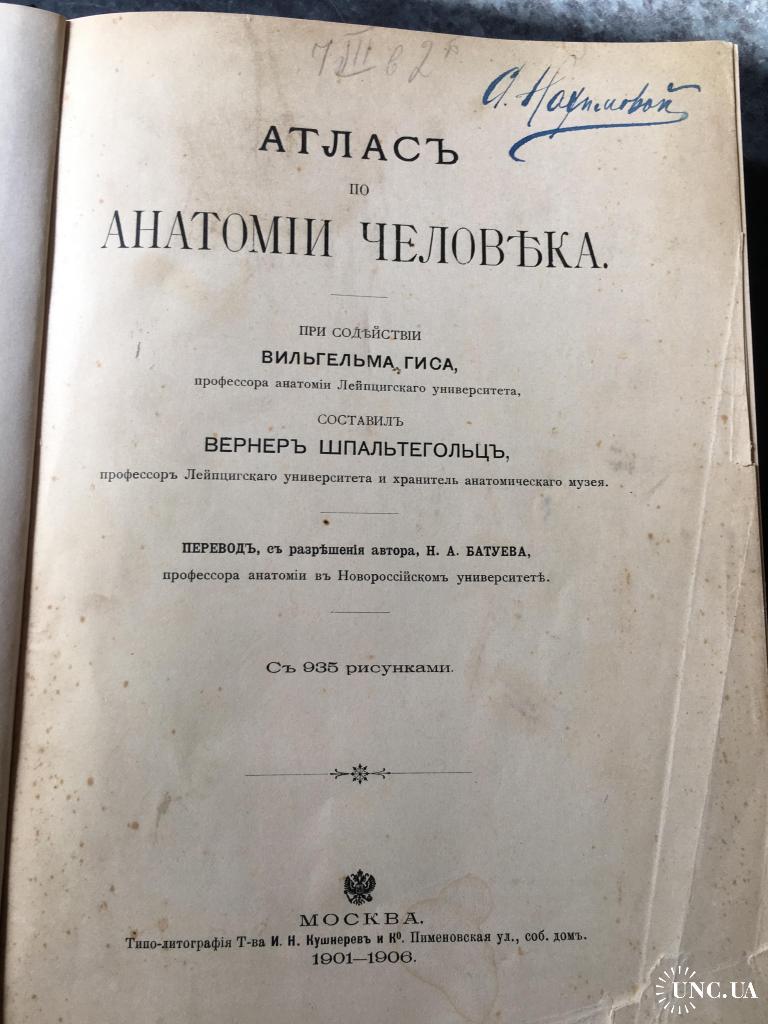 А. Нахимовой
АТЛАСЪ
ПО
АНАТОМІИ ЧЕЛОВѢКА.
ПРИ СОДѢЙСТВІИ
ВИЛЬГЕЛЬМА ГИСА,
профессора анатоміи Лейпцигскаго университета,
СОСТАВИЛЪ
ВЕРНЕРЪ ШПАЛЬТЕГОЛЬЦЪ,
профессоръ Лейпцигскаго университета и хранитель анатомическаго музея.
ПЕРЕВОДЪ, съ разрѣшенія автора, Н. А. БАТУЕВА,
профессора анатоміи въ Новороссійскомъ университетѣ.
Съ 935 рисунками.
МОСКВА.
Типо-литографія Т-ва И. Н. Кушнеревъ и Ко. Пименовская ул., соб. домъ.
1901—1906.
UNC.UA